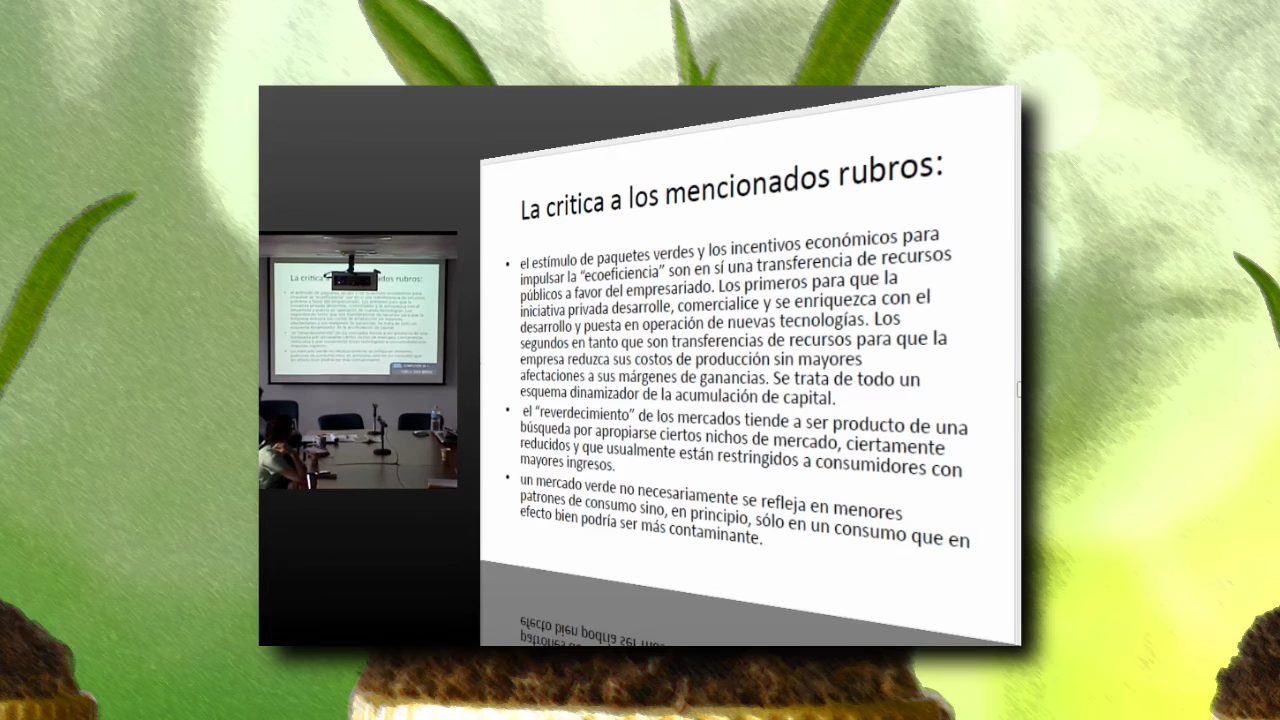 La critica a los mencionados rubros:
• el estímulo de paquetes verdes y los incentivos económicos para
impulsar la “ecoeficiencia” son en sí una transferencia de recursos
públicos a favor del empresariado. Los primeros para que la
iniciativa privada desarrolle, comercialice y se enriquezca con el
desarrollo y puesta en operación de nuevas tecnologías. Los
segundos en tanto que son transferencias de recursos para que la
empresa reduzca sus costos de producción sin mayores
afectaciones a sus márgenes de ganancias. Se trata de todo un
esquema dinamizador de la acumulación de capital.
• el “reverdecimiento” de los mercados tiende a ser producto de una
búsqueda por apropiarse ciertos nichos de mercado, ciertamente
reducidos y que usualmente están restringidos a consumidores con
mayores ingresos.
• un mercado verde no necesariamente se refleja en menores
patrones de consumo sino, en principio, sólo en un consumo que en
efecto bien podría ser más contaminante.
La critica a los mencionados rubros: